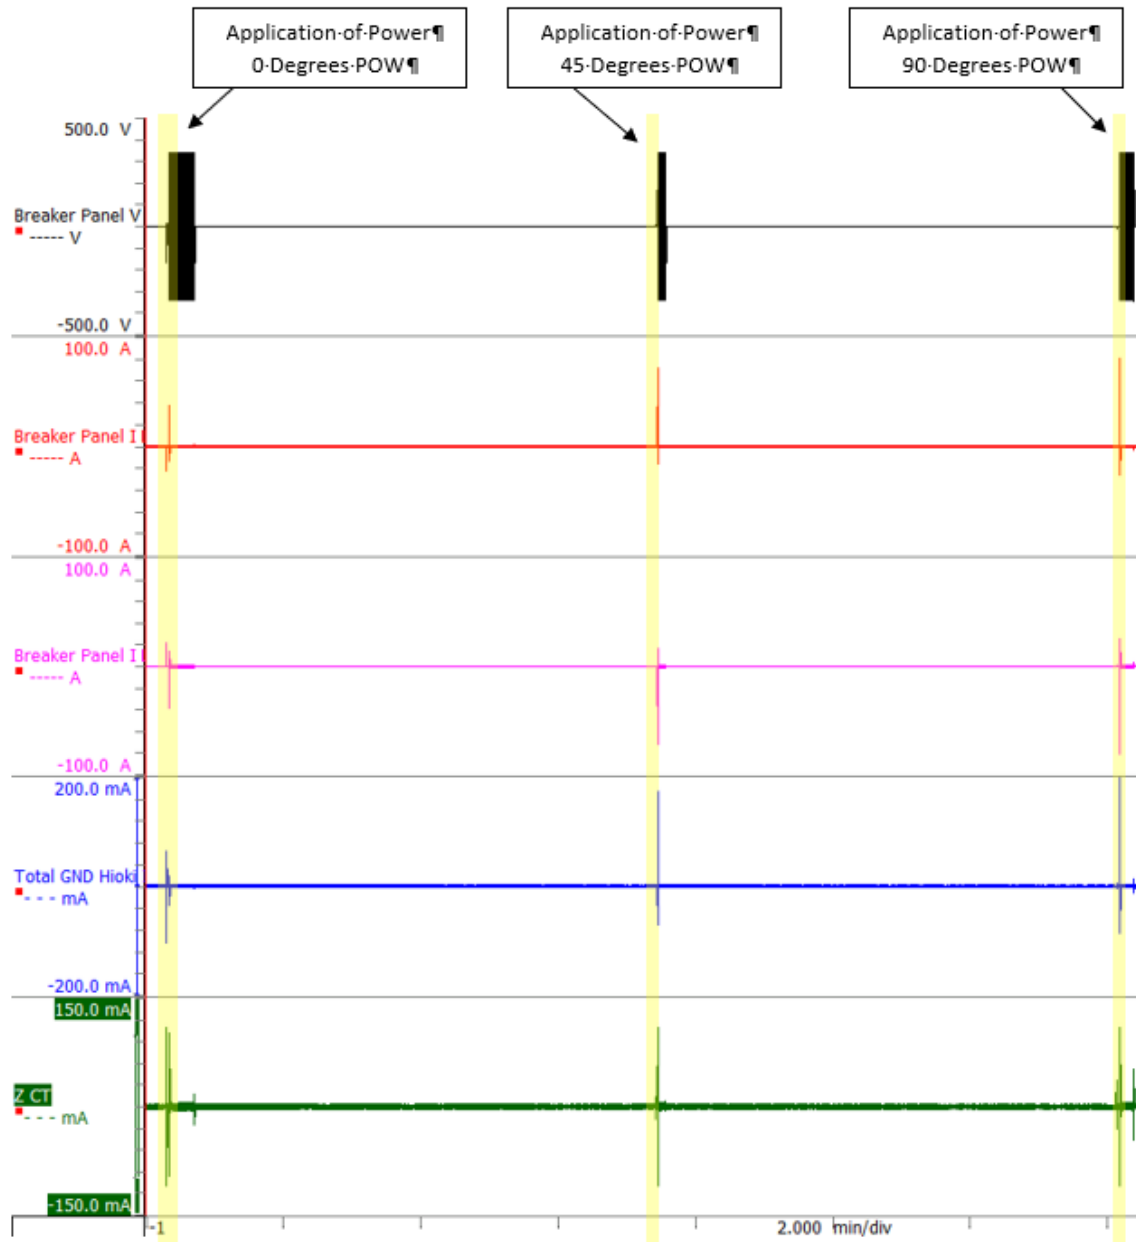 Application·of·Power¶
0·Degrees·POW¶
Application·of·Power¶
45·Degrees·POW¶
Application·of·Power¶
90·Degrees·POW¶
500.0 V
Breaker Panel V
----- V
-500.0 V
100.0 A
Breaker Panel I
----- A
-100.0 A
100.0 A
Breaker Panel I
----- A
-100.0 A
200.0 mA
Total GND Hioki
- - - mA
-200.0 mA
150.0 mA
Z CT
- - - mA
-150.0 mA
-1
2.000 min/div